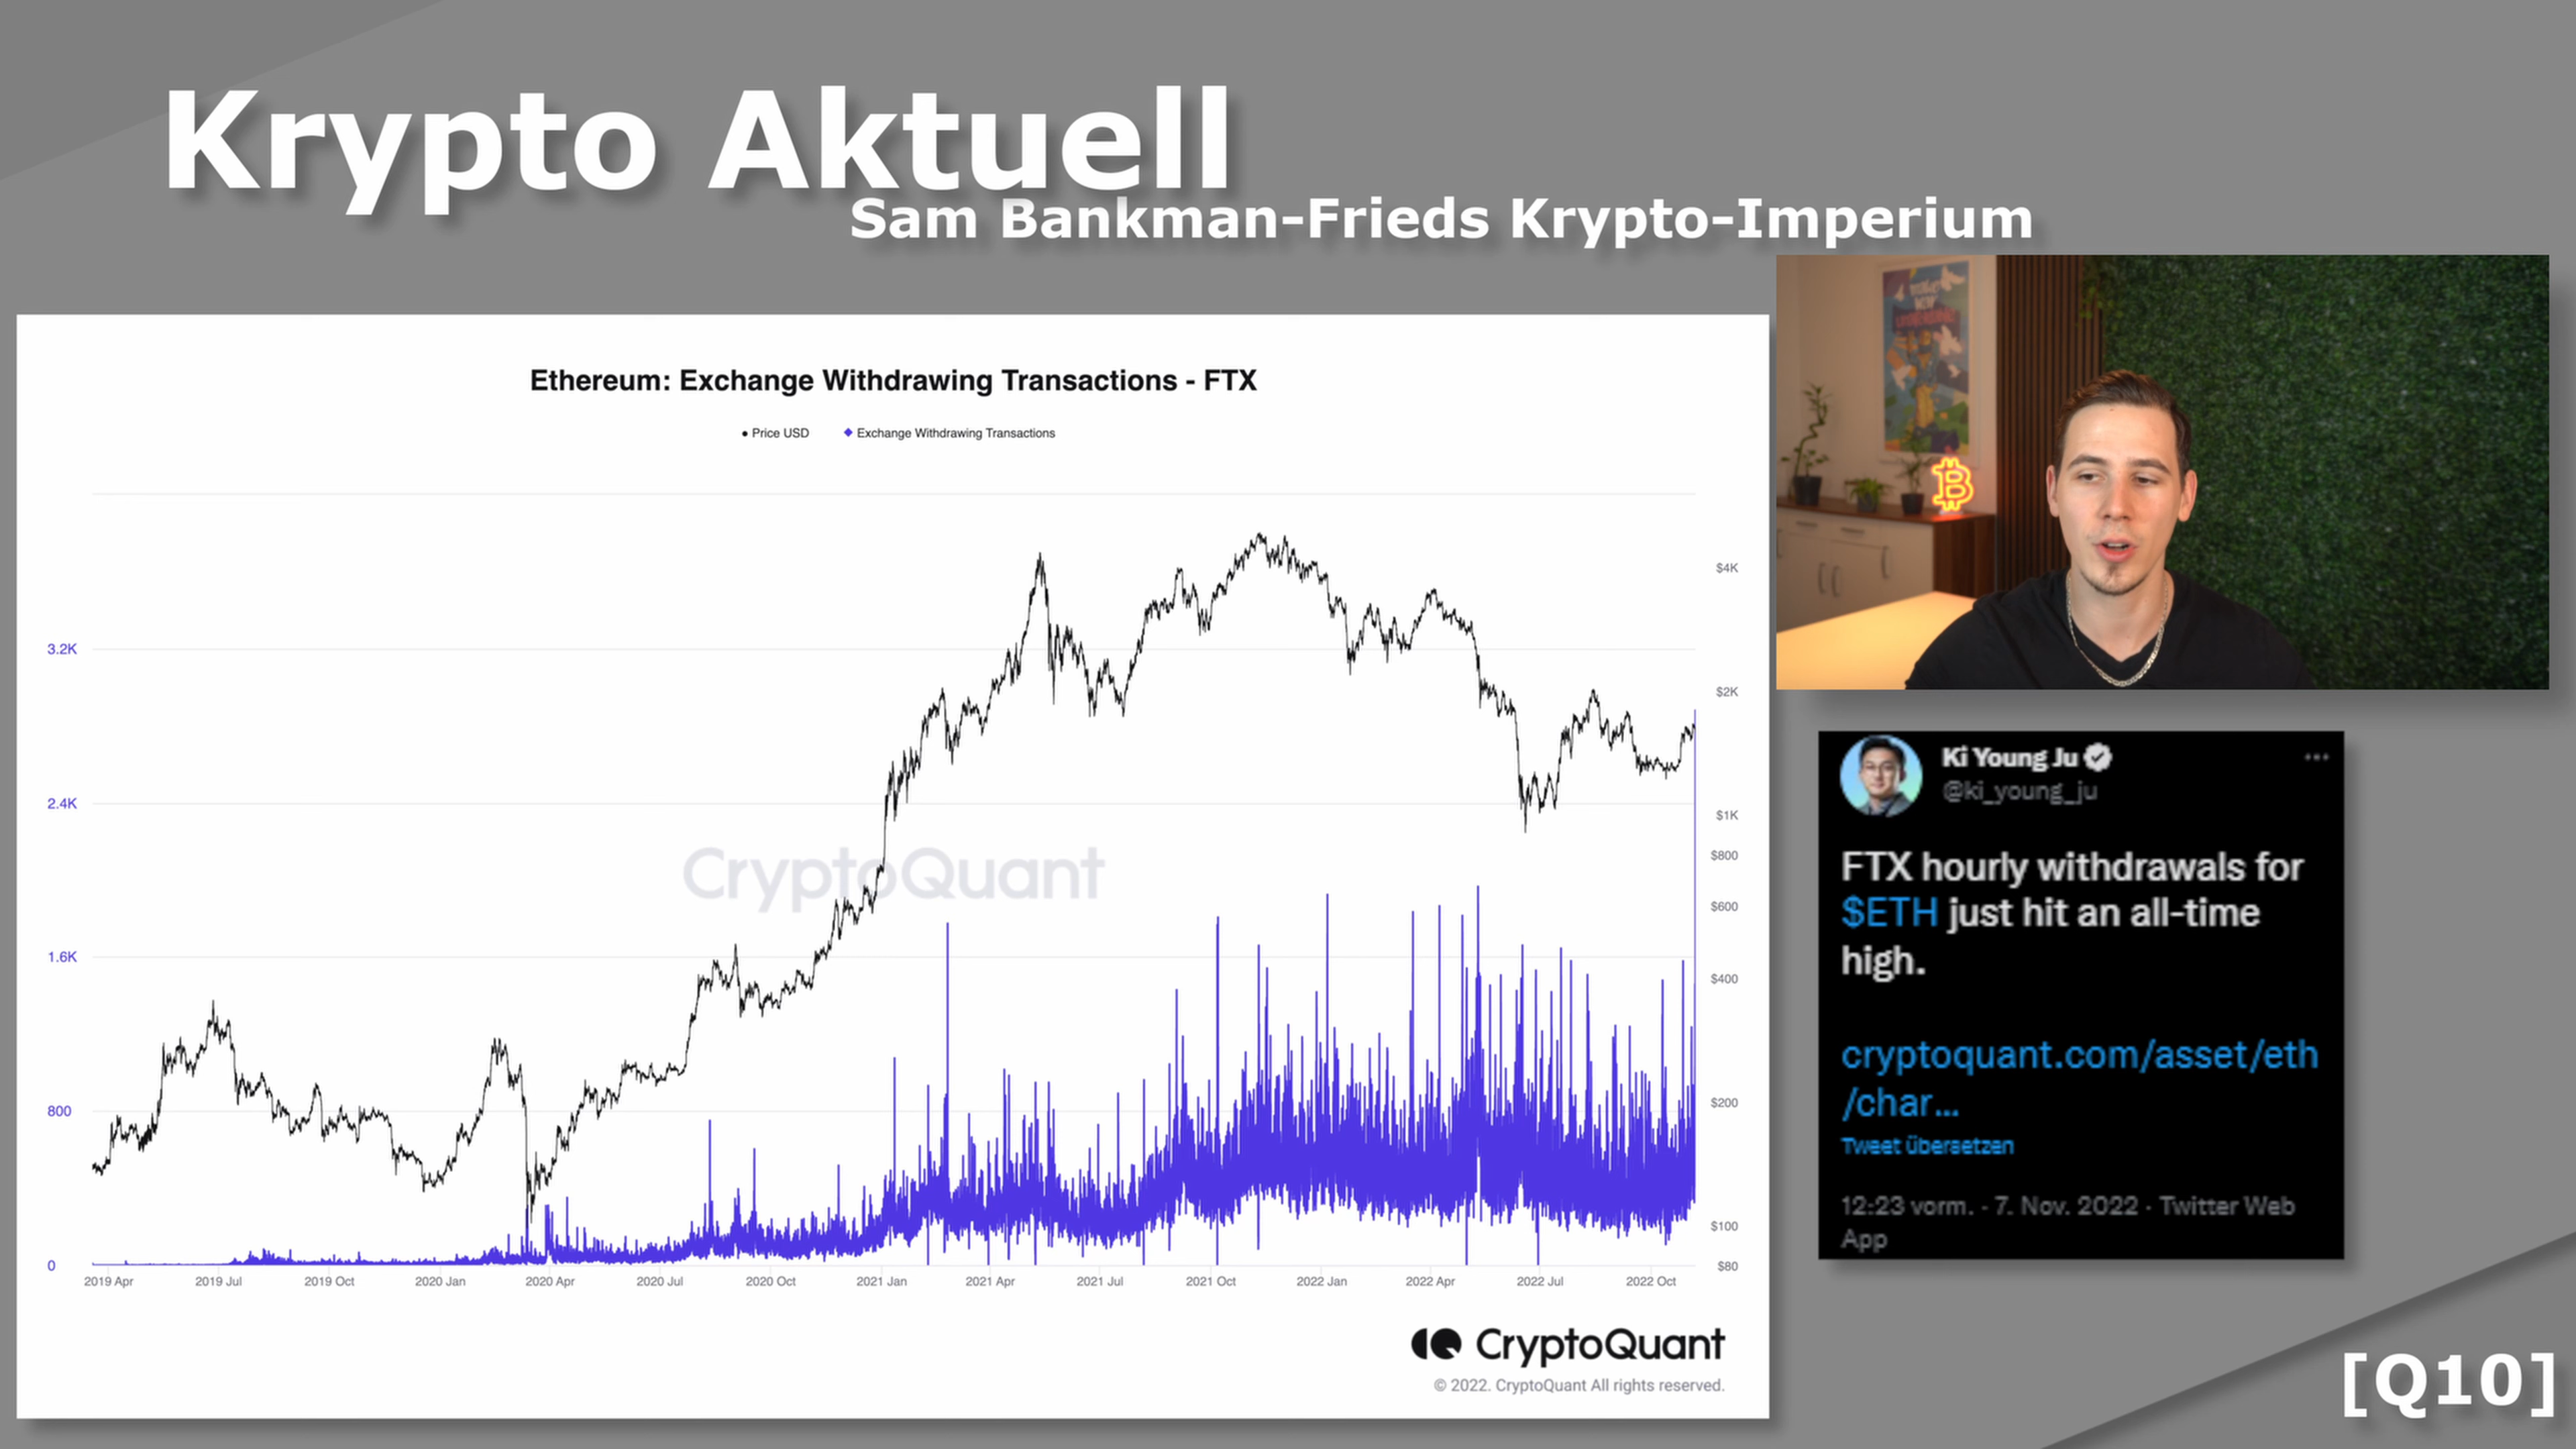 Krypto Aktuell
Sam Bankman-Frieds Krypto-Imperium
Ethereum: Exchange Withdrawing Transactions - FTX
Price USD
Exchange Withdrawing Transactions
3.2K
2.4K
1.6K
800
0
$4K
$2K
$1K
$800
$600
$400
$200
$100
$80
CryptoQuant
2019 Apr
2019 Jul
2019 Oct
2020 Jan
2020 Apr
2020 Jul
2020 Oct
2021 Jan
2021 Apr
2021 Jul
2021 Oct
2022 Jan
2022 Apr
2022 Jul
2022 Oct
CryptoQuant
© 2022. CryptoQuant All rights reserved.
Ki Young Ju
@ki_young_ju
FTX hourly withdrawals for
$ETH just hit an all-time
high.
cryptoquant.com/asset/eth
/char...
Tweet übersetzen
12:23 vorm. · 7. Nov. 2022 · Twitter Web
App
[Q10]